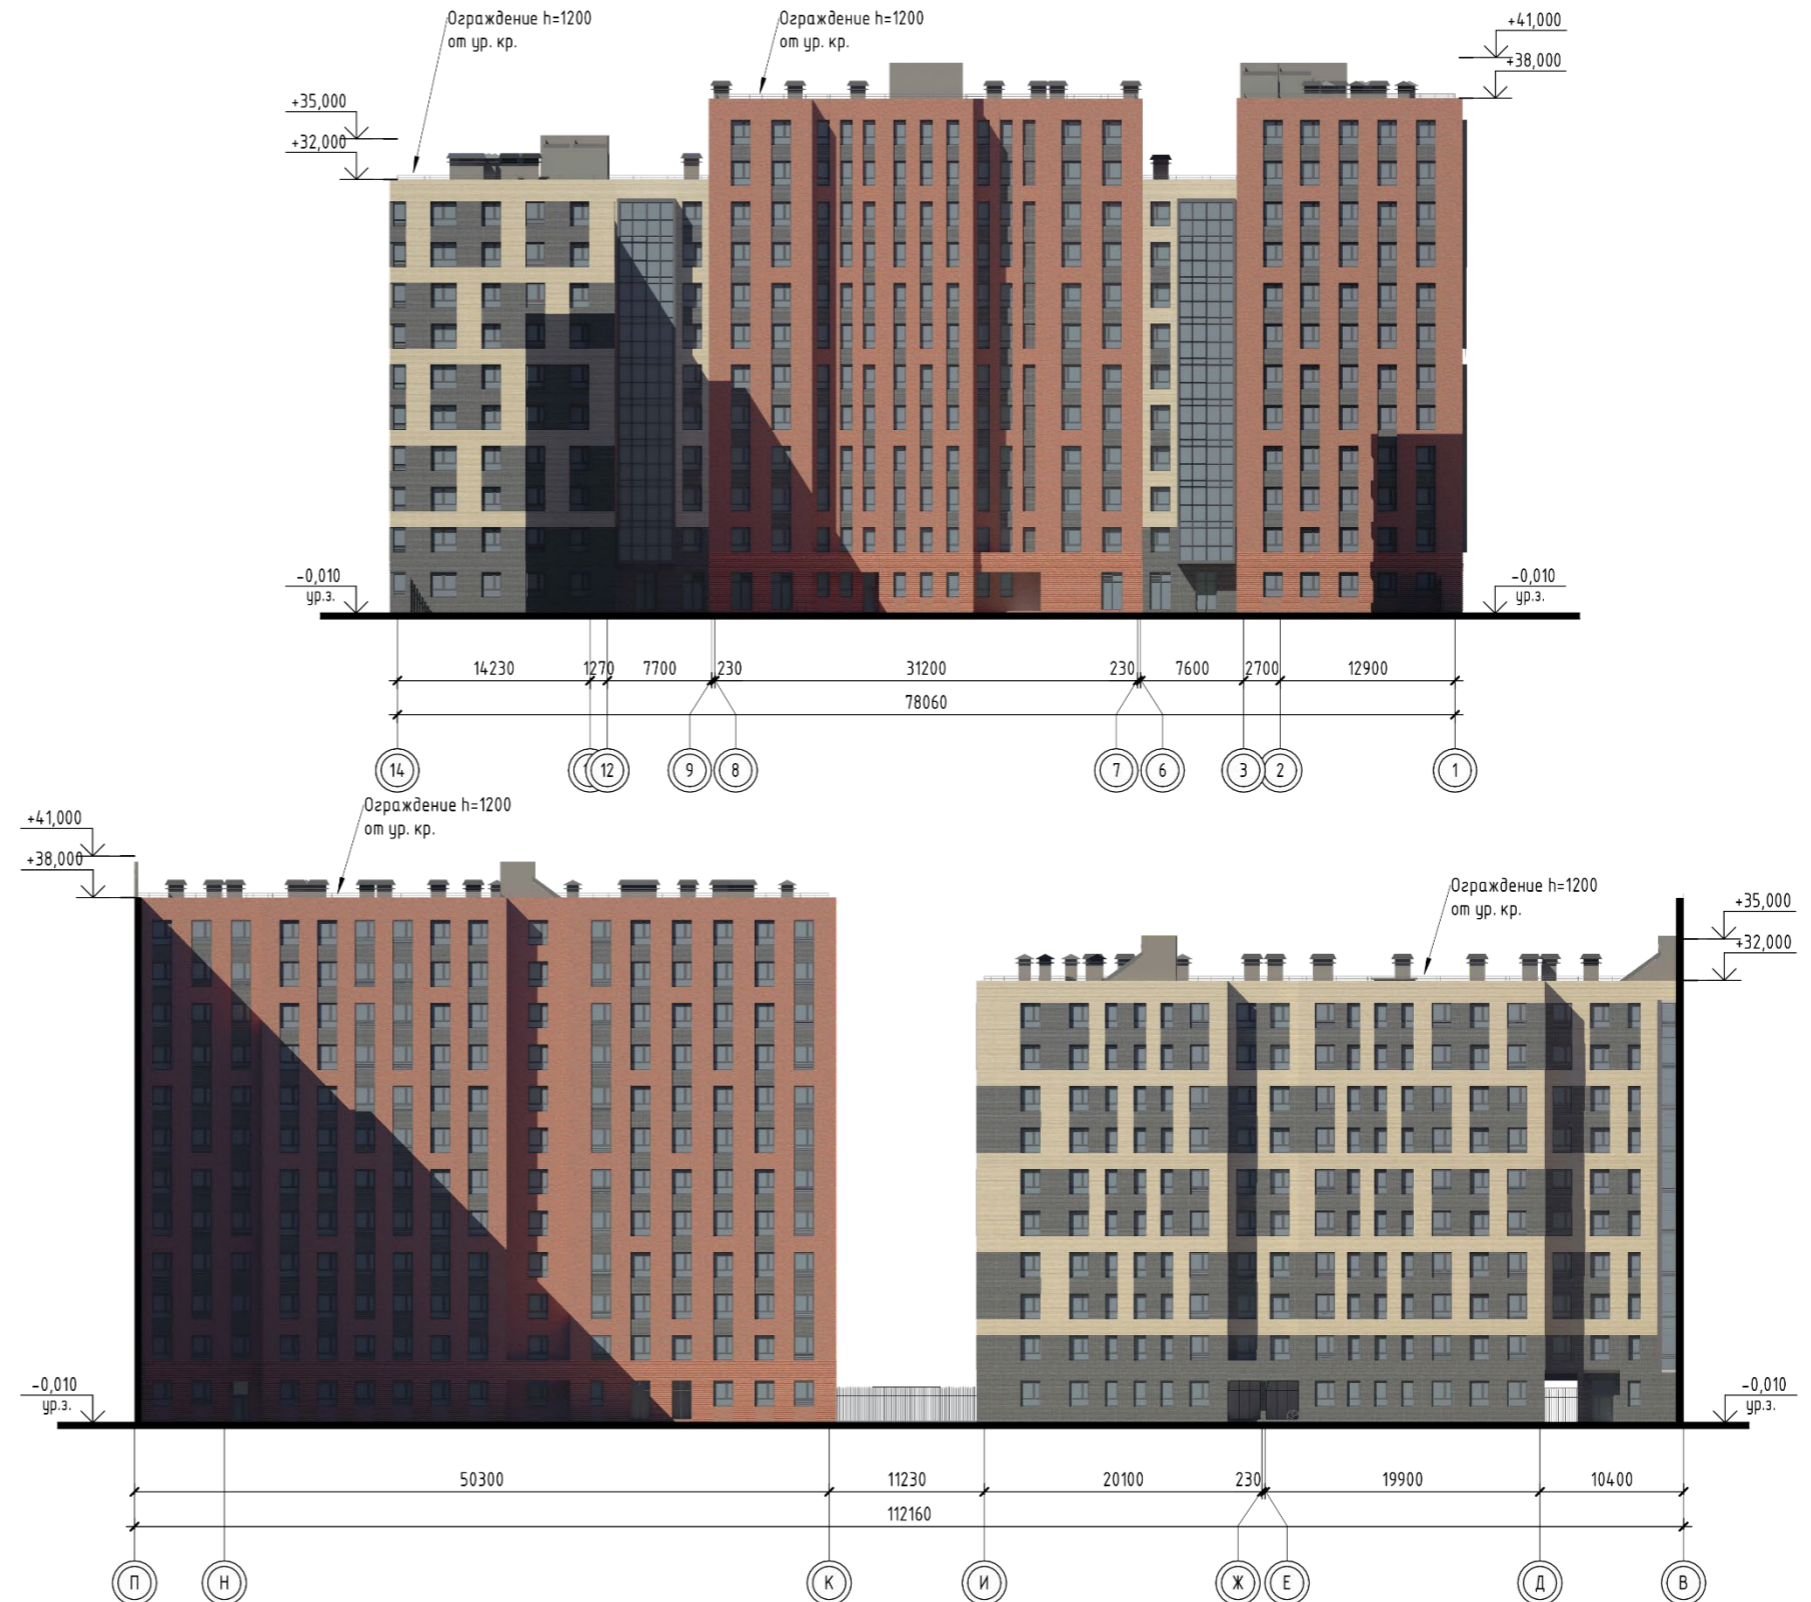 Ограждение h=1200
от ур. кр.
Ограждение h=1200
от ур. кр.
+41,000
+38,000
+35,000
+32,000
-0,010
ур.з.
-0,010
ур.з.
14230 1270 7700 230 31200 230 7600 2700 12900
78060
14 12 9 8 7 6 3 2 1
Ограждение h=1200
от ур. кр.
+41,000
+38,000
Ограждение h=1200
от ур. кр.
+35,000
+32,000
-0,010
ур.з.
-0,010
ур.з.
50300 11230 20100 230 19900 10400
112160
П Н К И Ж Е Д В